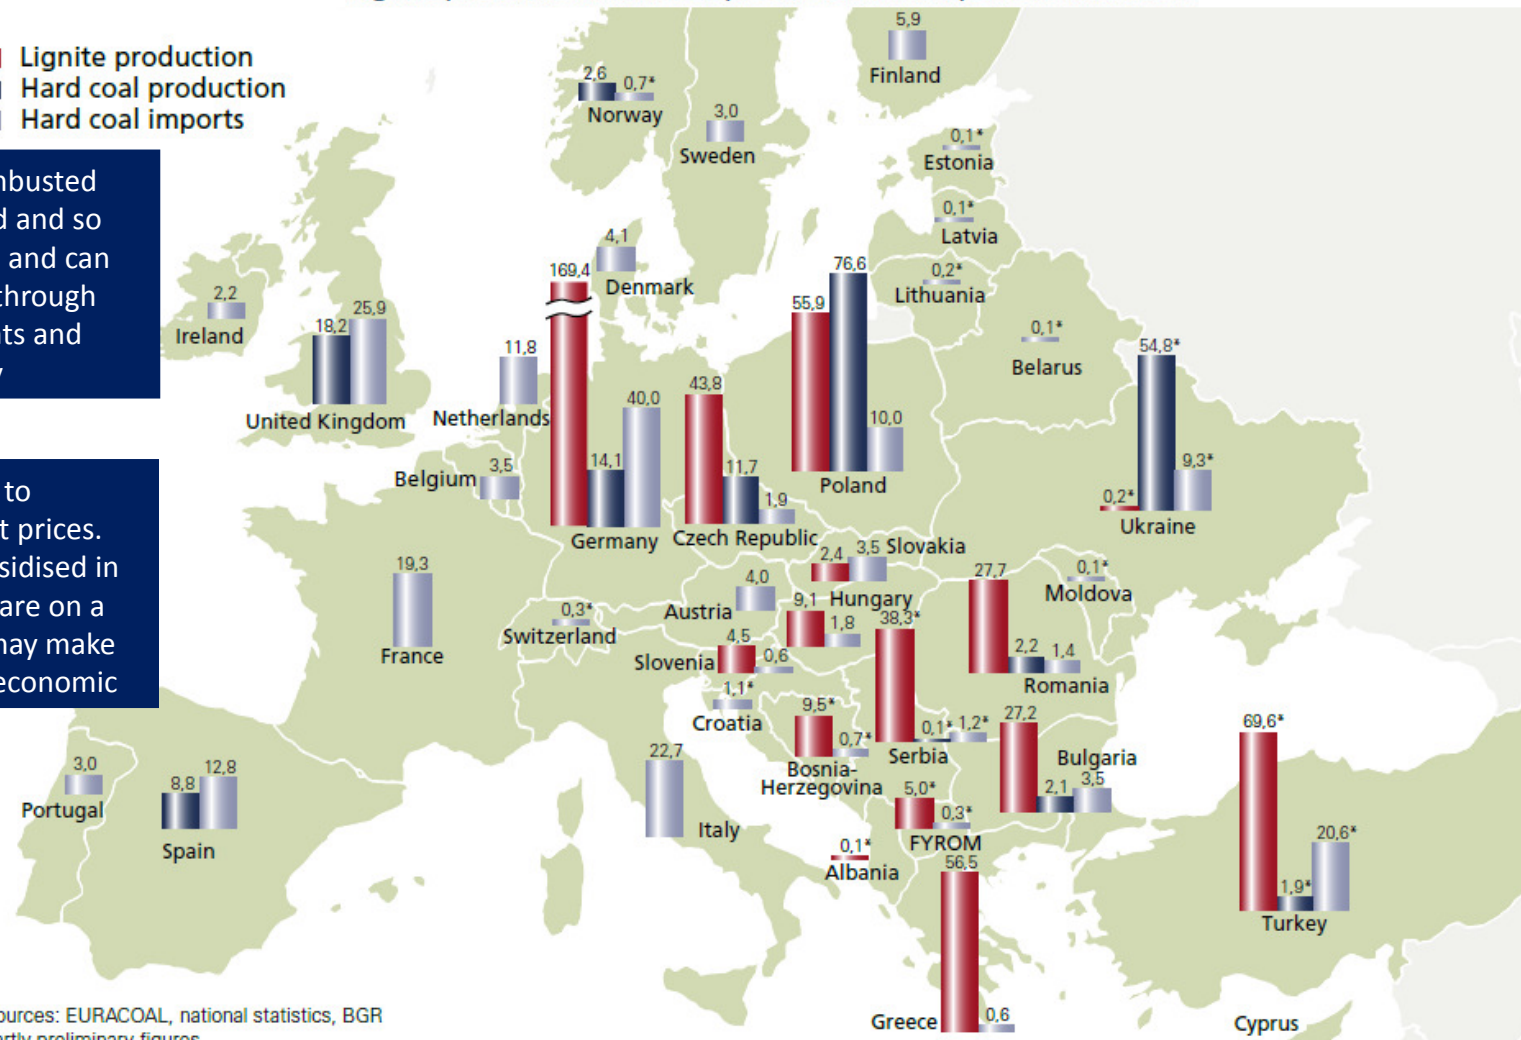 Lignite production
Hard coal production
Hard coal imports
and so
and can
through
and
to
prices.
in
are on a
may make
economic
5,9
Finland
2,6 0,7*
Norway
3,0
Sweden
0,1*
Estonia
0,1*
Latvia
0,2*
Lithuania
0,1*
Belarus
4,1
Denmark
2,2
Ireland
18,2 25,9
United Kingdom
11,8
Netherlands
3,5
Belgium
169,4 14,1 40,0
Germany
43,8 11,7 1,9
Czech Republic
55,9 76,6 10,0
Poland
0,2* 54,8* 9,3*
Ukraine
2,4 3,5 Slovakia
0,1*
Moldova
4,0
Austria
9,1 1,8
Hungary
0,3*
Switzerland
19,3
France
4,5 0,6
Slovenia
1,1*
Croatia
9,5* 0,7*
Bosnia-
Herzegovina
38,3* 0,1* 1,2*
Serbia
27,7 2,2 1,4
Romania
27,2 2,1 3,5
Bulgaria
3,0
Portugal
8,8 12,8
Spain
22,7
Italy
5,0* 0,3*
FYROM
0,1*
Albania
56,5 0,6
Greece
69,6* 1,9* 20,6*
Turkey
Cyprus
EURACOAL, national statistics, BGR
preliminary figures